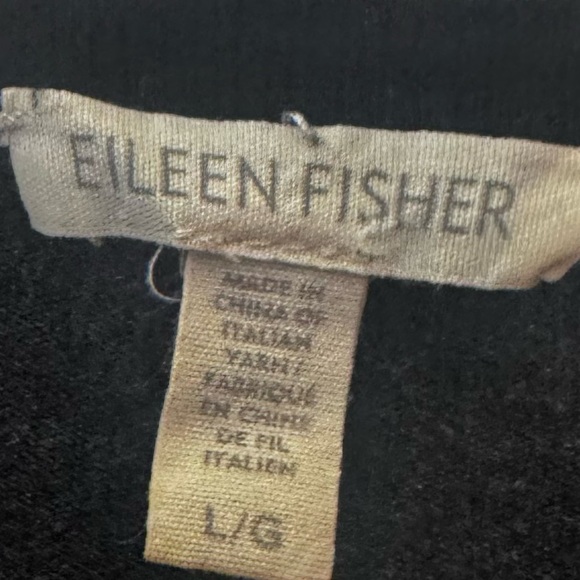 EILEEN FISHER
MADE IN
CHINA OF
ITALIAN
YARN /
FABRIQUÉ
EN CHINE
DE FIL
ITALIEN
L/G